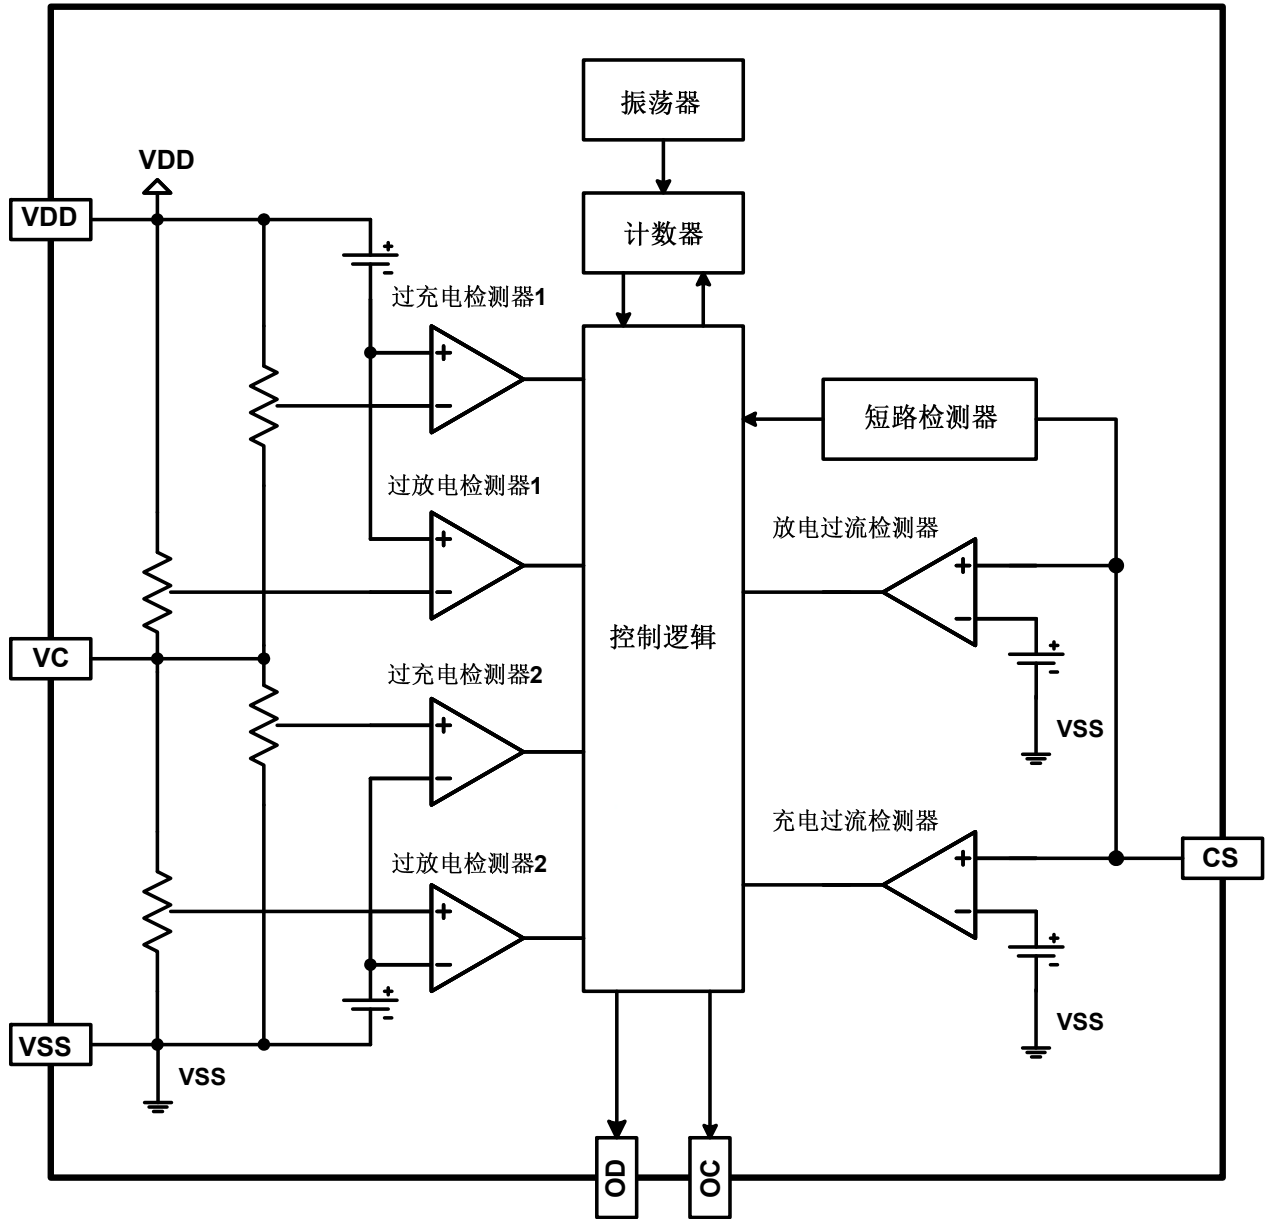 振荡器
VDD
VDD
计数器
+
-
过充电检测器1
+
-
短路检测器
过放电检测器1
+
-
放电过流检测器
+
-
控制逻辑
VC
+
-
过充电检测器2
+
-
VSS
充电过流检测器
+
-
CS
过放电检测器2
+
-
+
-
+
-
VSS
VSS
VSS
OD
OC